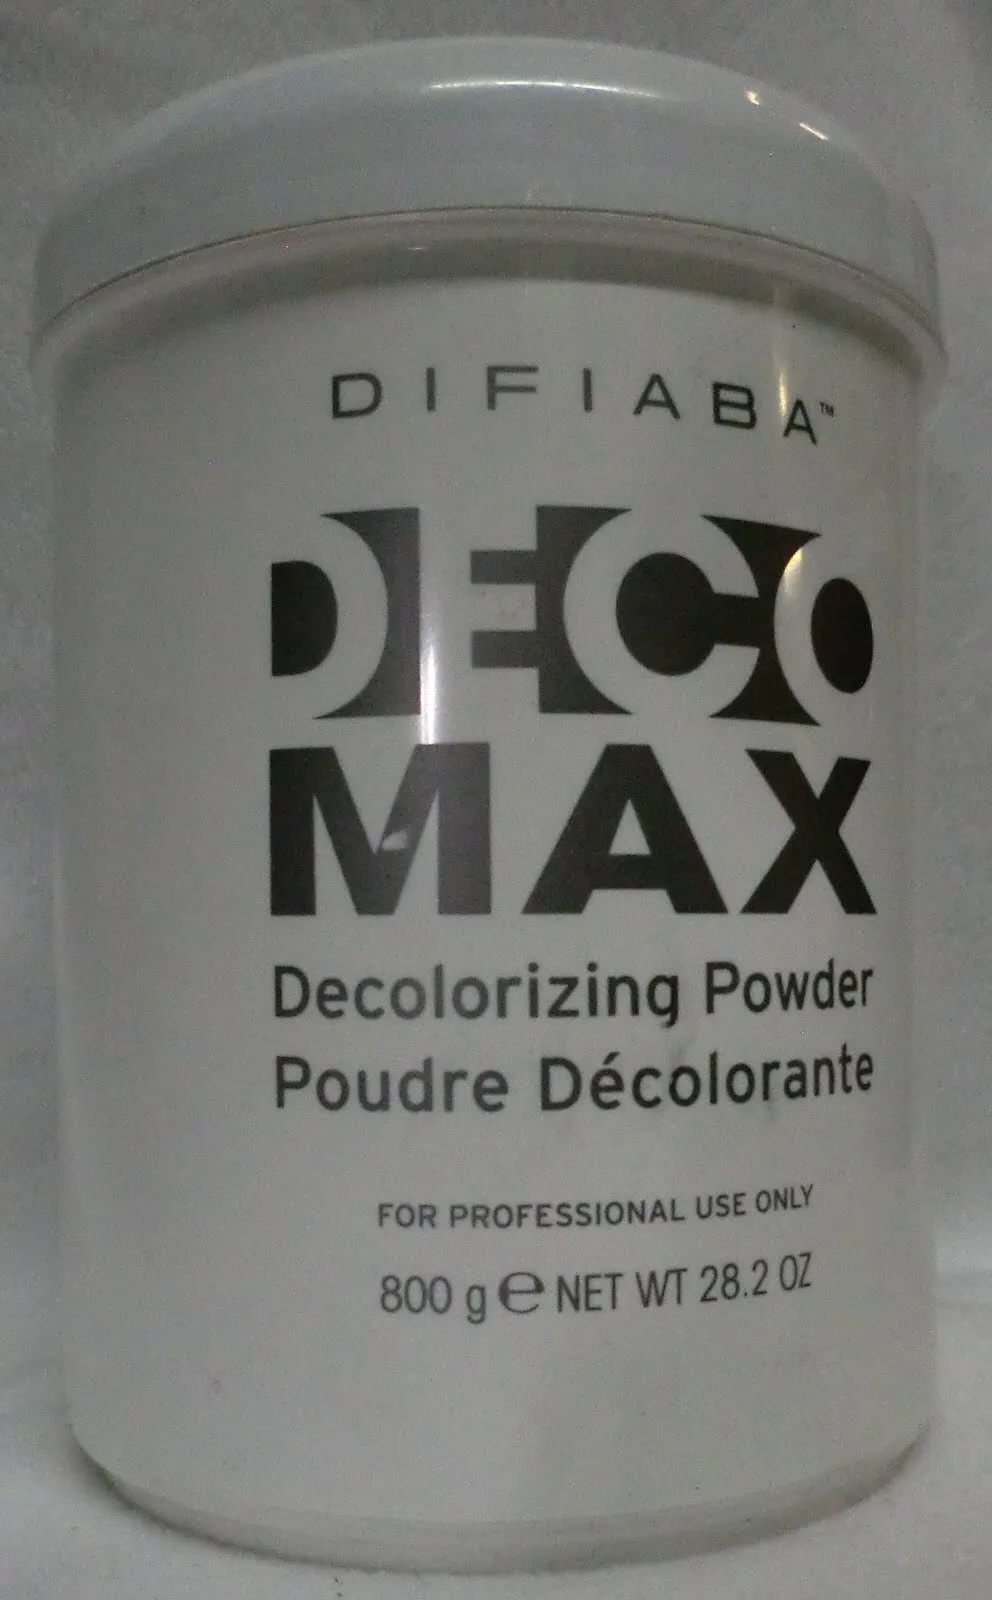 DIFIABA™
DECO
MAX
Decolorizing Powder
Poudre Décolorante
FOR PROFESSIONAL USE ONLY
800 g ℮ NET WT 28.2 OZ